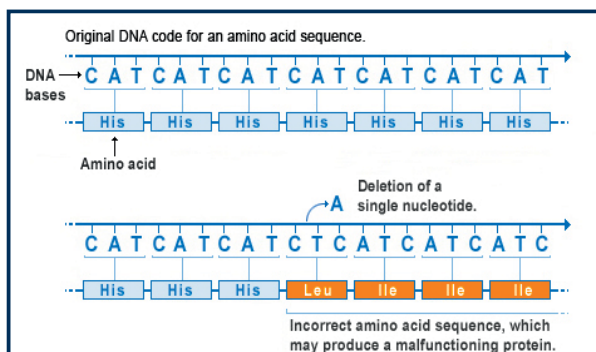 Original DNA code for an amino acid sequence.
DNA bases
C A T C A T C A T C A T C A T C A T C A T
His His His His His His His
Amino acid
A
Deletion of a
single nucleotide.
C A T C A T C A T C T C A T C A T C A T C
His His His Leu Ile Ile Ile
Incorrect amino acid sequence, which
may produce a malfunctioning protein.